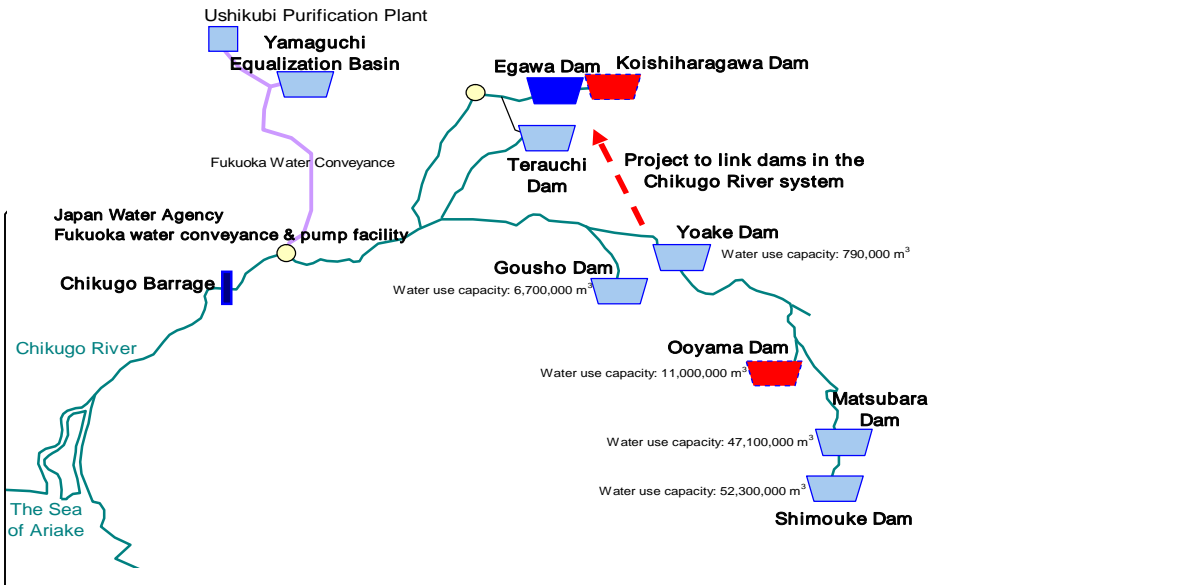 Ushikubi Purification Plant
Yamaguchi
Equalization Basin
Egawa Dam
Koishiharagawa Dam
Fukuoka Water Conveyance
Terauchi
Dam
Project to link dams in the
Chikugo River system
Japan Water Agency
Fukuoka water conveyance & pump facility
Yoake Dam
Water use capacity: 790,000 m³
Gousho Dam
Water use capacity: 6,700,000 m³
Chikugo Barrage
Chikugo River
Ooyama Dam
Water use capacity: 11,000,000 m³
Matsubara
Dam
Water use capacity: 47,100,000 m³
Water use capacity: 52,300,000 m³
Shimouke Dam
The Sea
of Ariake